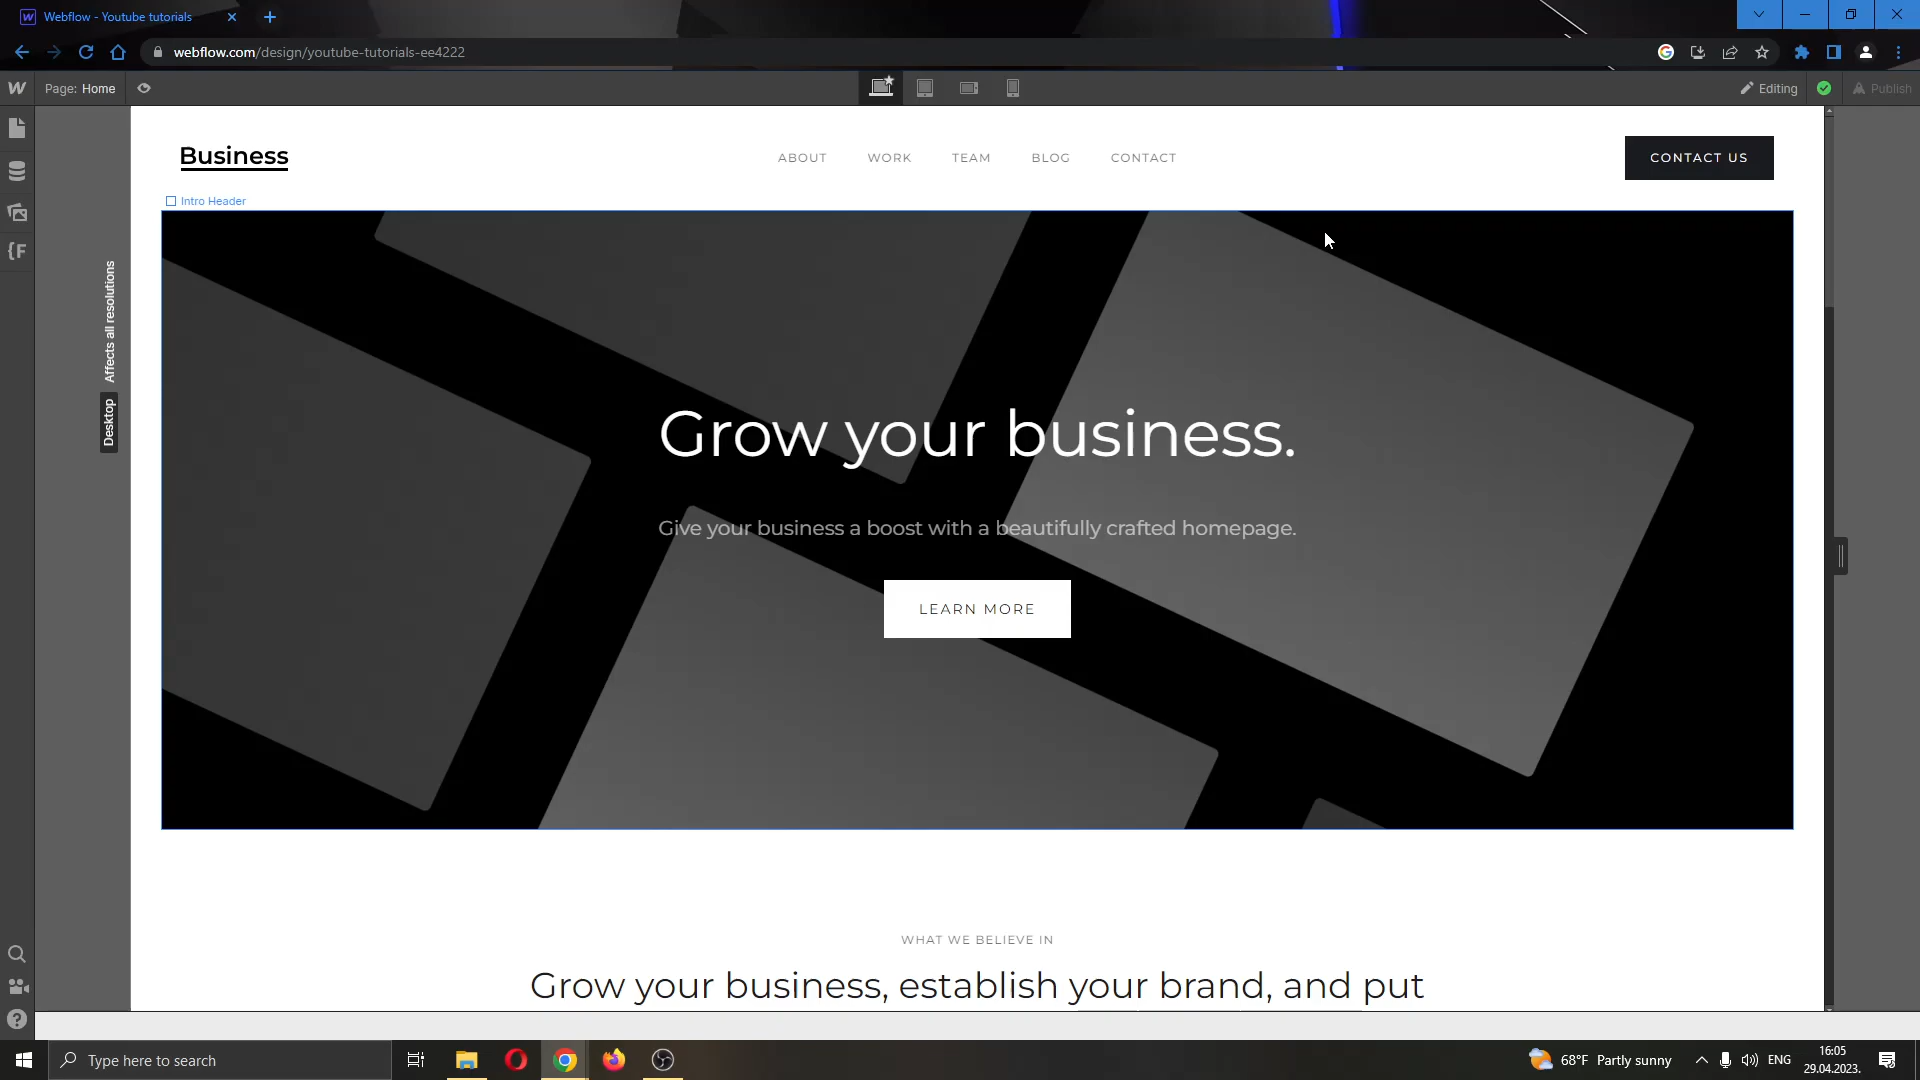 Webflow - Youtube tutorials
webflow.com/design/youtube-tutorials-ee4222
Page: Home
Editing
Publish
Business
ABOUT
WORK
TEAM
BLOG
CONTACT
CONTACT US
Intro Header
Desktop Affects all resolutions
Grow your business.
Give your business a boost with a beautifully crafted homepage.
LEARN MORE
WHAT WE BELIEVE IN
Grow your business, establish your brand, and put
Type here to search
68°F Partly sunny
ENG
16:05
29.04.2023.